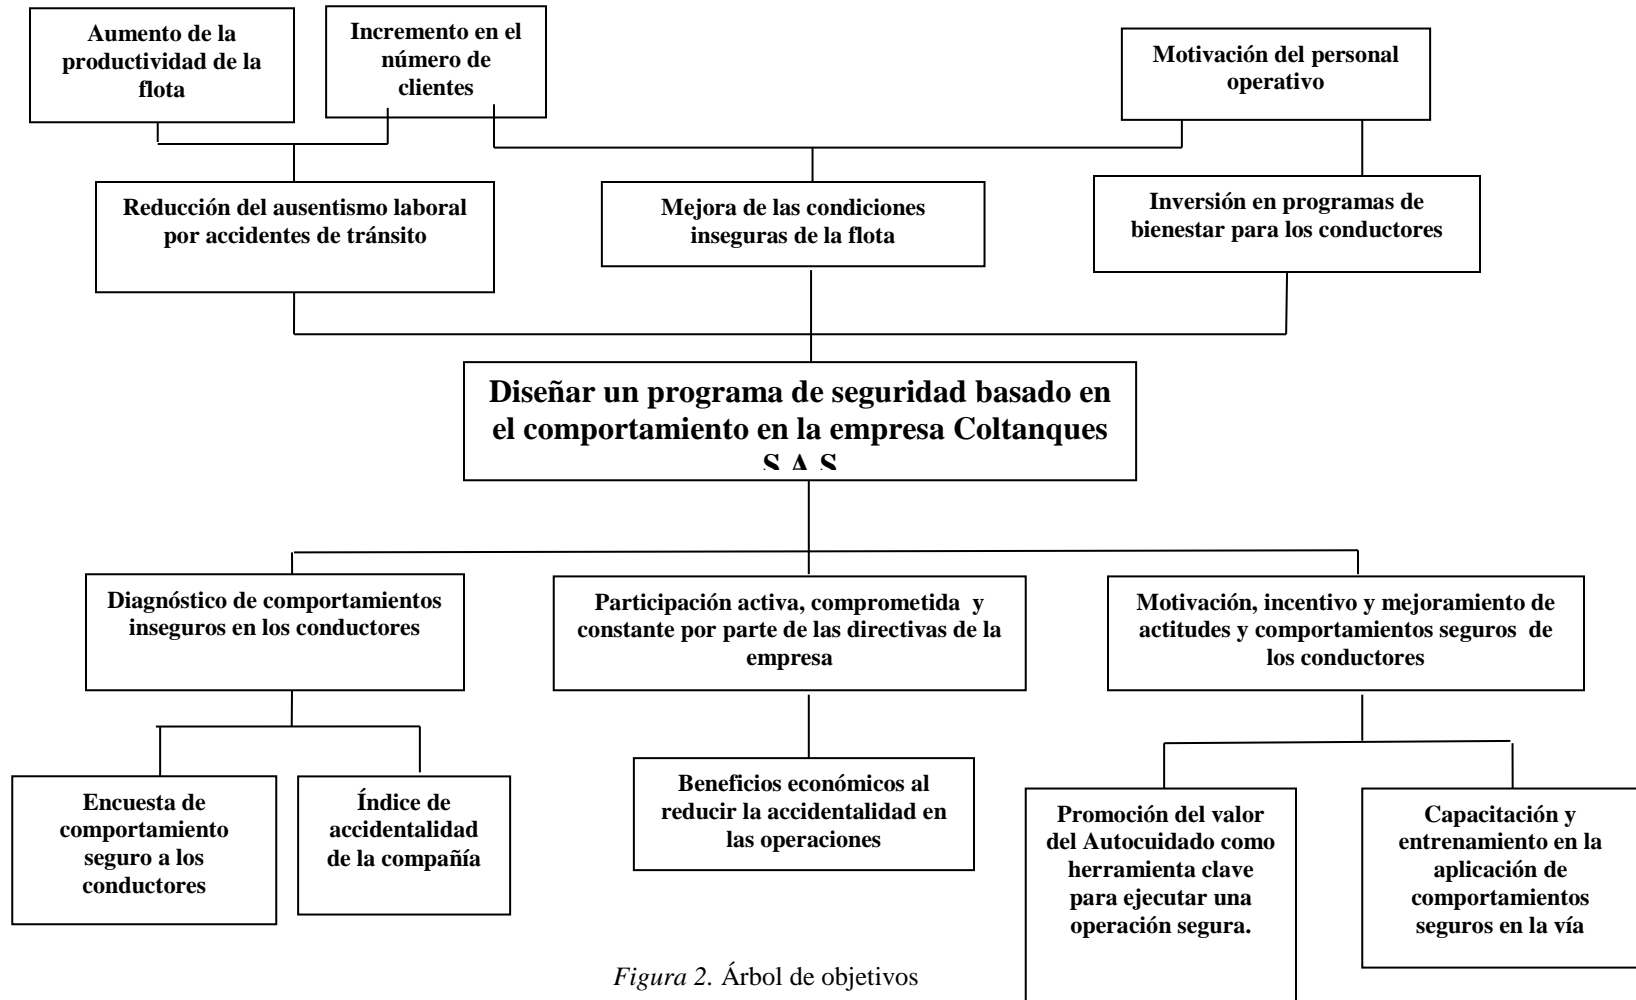 Aumento de la
productividad de la
flota
Incremento en el
número de
clientes
Motivación del personal
operativo
Reducción del ausentismo laboral
por accidentes de tránsito
Mejora de las condiciones
inseguras de la flota
Inversión en programas de
bienestar para los conductores
Diseñar un programa de seguridad basado en
el comportamiento en la empresa Coltanques
S.A.S
Diagnóstico de comportamientos
inseguros en los conductores
Participación activa, comprometida y
constante por parte de las directivas de la
empresa
Motivación, incentivo y mejoramiento de
actitudes y comportamientos seguros de
los conductores
Encuesta de
comportamiento
seguro a los
conductores
Índice de
accidentalidad
de la compañía
Beneficios económicos al
reducir la accidentalidad en
las operaciones
Promoción del valor
del Autocuidado como
herramienta clave
para ejecutar una
operación segura.
Capacitación y
entrenamiento en la
aplicación de
comportamientos
seguros en la vía
Figura 2. Árbol de objetivos